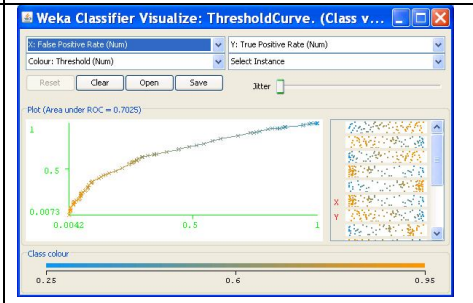 Weka Classifier Visualize: ThresholdCurve. (Class v...
X: False Positive Rate (Num) Y: True Positive Rate (Num)
Colour: Threshold (Num) Select Instance
Reset Clear Open Save Jitter
Plot (Area under ROC = 0.7025)
1
0.5
0.0073
0.0042 0.5 1
X
Y
Class colour
0.25 0.6 0.95